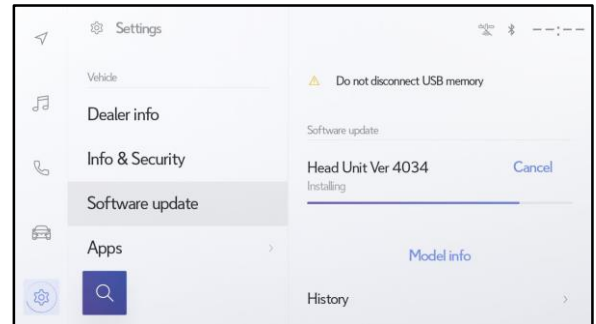 Settings
--:--
Vehicle
Dealer info
Info & Security
Software update
Apps
Do not disconnect USB memory
Software update
Head Unit Ver 4034
Cancel
Installing
Model info
History